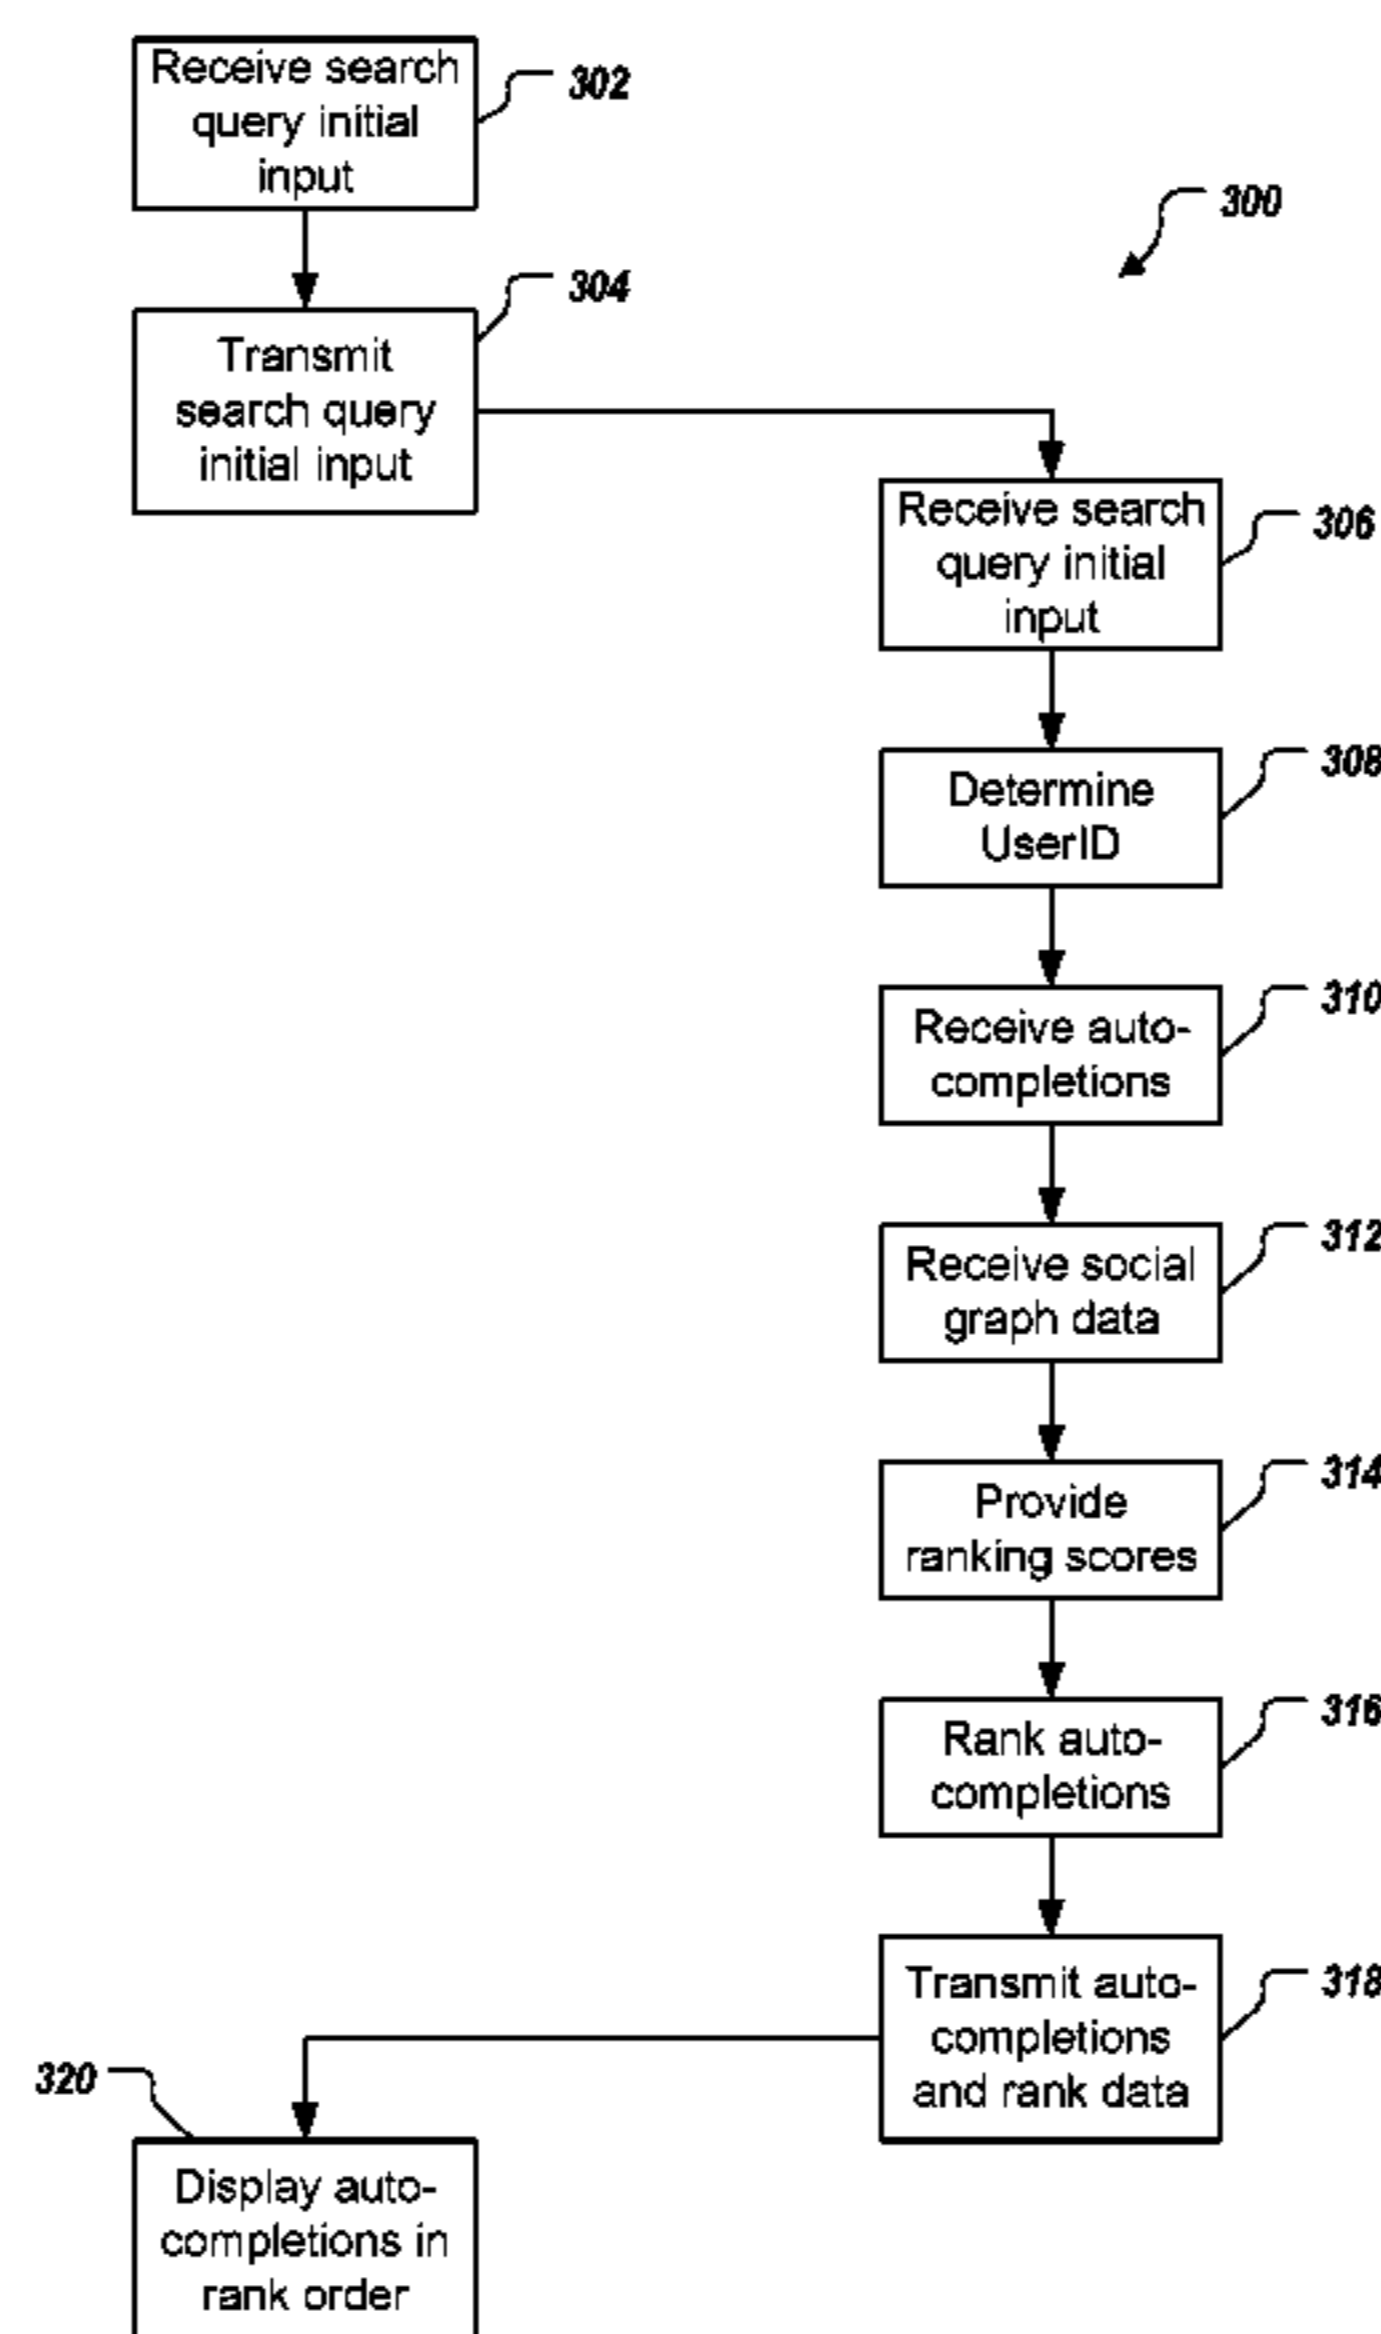 Receive search
query initial
input
302
300
304
Transmit
search query
initial input
Receive search
query initial
input
306
Determine
UserID
308
Receive auto-
completions
310
Receive social
graph data
312
Provide
ranking scores
314
Rank auto-
completions
316
Transmit auto-
completions
and rank data
318
320
Display auto-
completions in
rank order